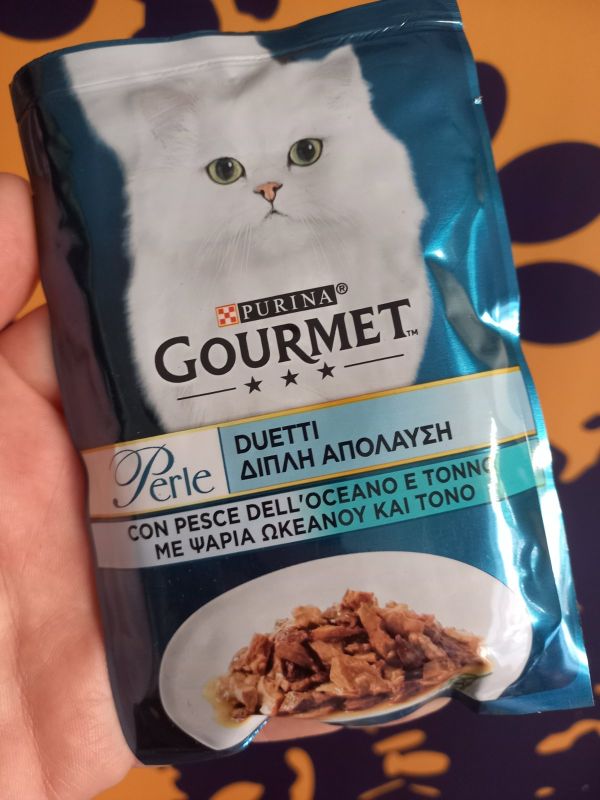 PURINA®
GOURMET™
Perle
DUETTI
ΔΙΠΛΗ ΑΠΟΛΑΥΣΗ
CON PESCE DELL'OCEANO E TONNO
ΜΕ ΨΑΡΙΑ ΩΚΕΑΝΟΥ ΚΑΙ ΤΟΝΟ